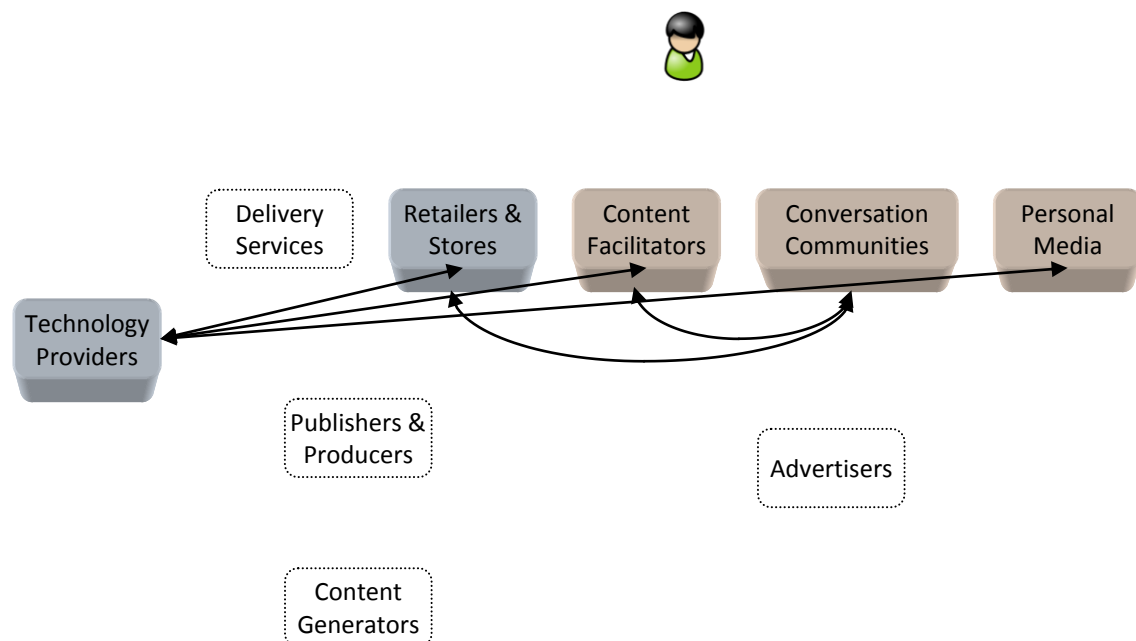 Delivery
Services
Retailers &
Stores
Content
Facilitators
Conversation
Communities
Personal
Media
Technology
Providers
Publishers &
Producers
Advertisers
Content
Generators